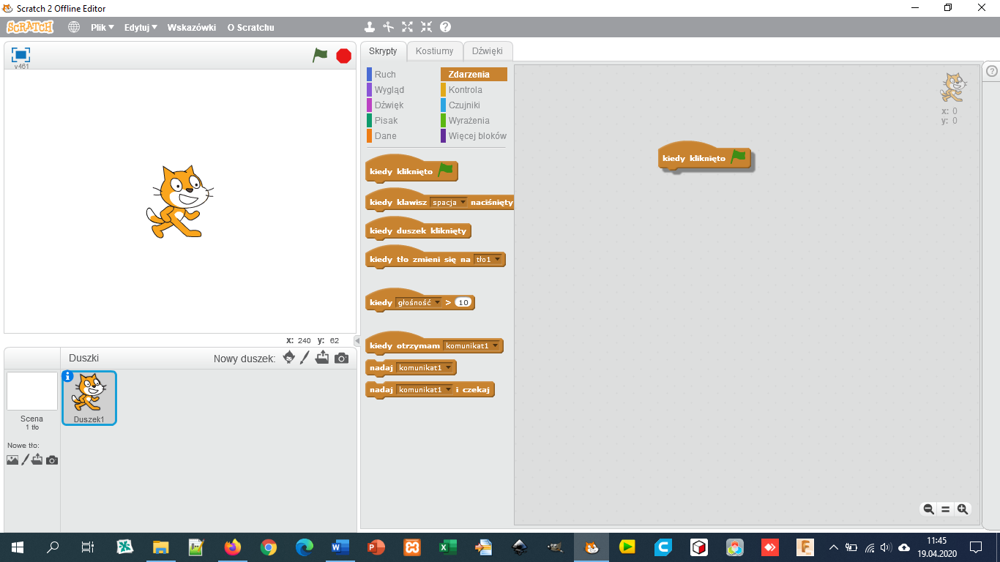 Scratch 2 Offline Editor
SCRATCH Plik Edytuj Wskazówki O Scratchu
v461
Skrypty Kostiumy Dźwięki
Ruch Zdarzenia
Wygląd Kontrola
Dźwięk Czujniki
Pisak Wyrażenia
Dane Więcej bloków
kiedy kliknięto
kiedy klawisz spacja naciśnięty
kiedy duszek kliknięty
kiedy tło zmieni się na tło1
kiedy głośność > 10
kiedy otrzymam komunikat1
nadaj komunikat1
nadaj komunikat1 i czekaj
kiedy kliknięto
x: 0
y: 0
x: 240 y: 62
Duszki Nowy duszek:
Scena
1 tło
Nowe tło:
Duszek1
11:45
19.04.2020